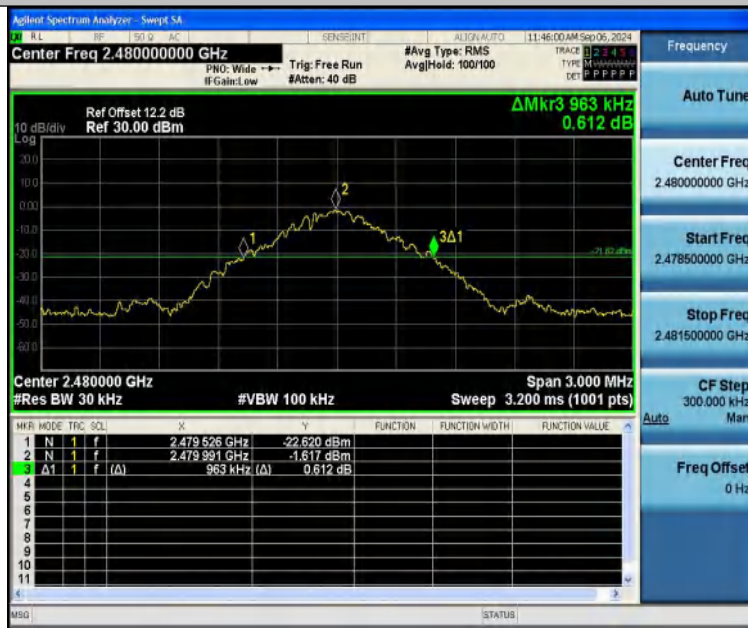 Agilent Spectrum Analyzer - Swept SA
RL RF 50 Ω AC SENSE:INT ALIGN AUTO 11:46:00 AM Sep 06, 2024
Center Freq 2.480000000 GHz
PNO: Wide
IFGain:Low
Trig: Free Run
#Atten: 40 dB
#Avg Type: RMS
Avg|Hold: 100/100
TRACE 1 2 3 4 5 6
TYPE M
DET P P P P P P
Frequency
Auto Tune
Center Freq
2.480000000 GHz
Start Freq
2.478500000 GHz
Stop Freq
2.481500000 GHz
CF Step
300.000 kHz
Auto Man
Freq Offset
0 Hz
ΔMkr3 963 kHz
0.612 dB
Ref Offset 12.2 dB
10 dB/div Ref 30.00 dBm
Log
20.0
10.0
0.00
-10.0
-20.0
-30.0
-40.0
-50.0
-60.0
1
2
3Δ1
Center 2.480000 GHz Span 3.000 MHz
#Res BW 30 kHz #VBW 100 kHz Sweep 3.200 ms (1001 pts)
MKR MODE TRC SCL X Y FUNCTION FUNCTION WIDTH FUNCTION VALUE
1 N 1 f 2.479 526 GHz -22.620 dBm
2 N 1 f 2.479 991 GHz -1.617 dBm
3 Δ1 1 f (Δ) 963 kHz (Δ) 0.612 dB
4
5
6
7
8
9
10
11
MSG STATUS